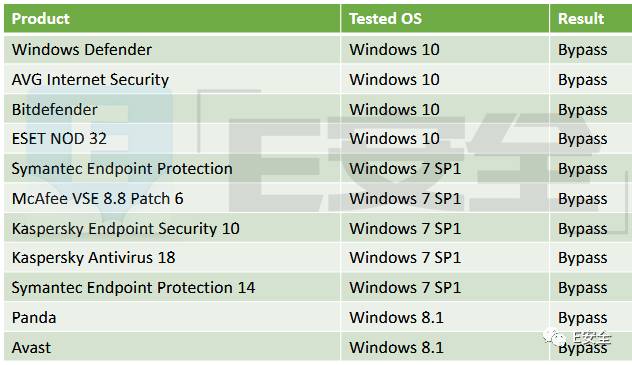 Product Tested OS Result
Windows Defender Windows 10 Bypass
AVG Internet Security Windows 10 Bypass
Bitdefender Windows 10 Bypass
ESET NOD 32 Windows 10 Bypass
Symantec Endpoint Protection Windows 7 SP1 Bypass
McAfee VSE 8.8 Patch 6 Windows 7 SP1 Bypass
Kaspersky Endpoint Security 10 Windows 7 SP1 Bypass
Kaspersky Antivirus 18 Windows 7 SP1 Bypass
Symantec Endpoint Protection 14 Windows 7 SP1 Bypass
Panda Windows 8.1 Bypass
Avast Windows 8.1 Bypass
E安全
E安全